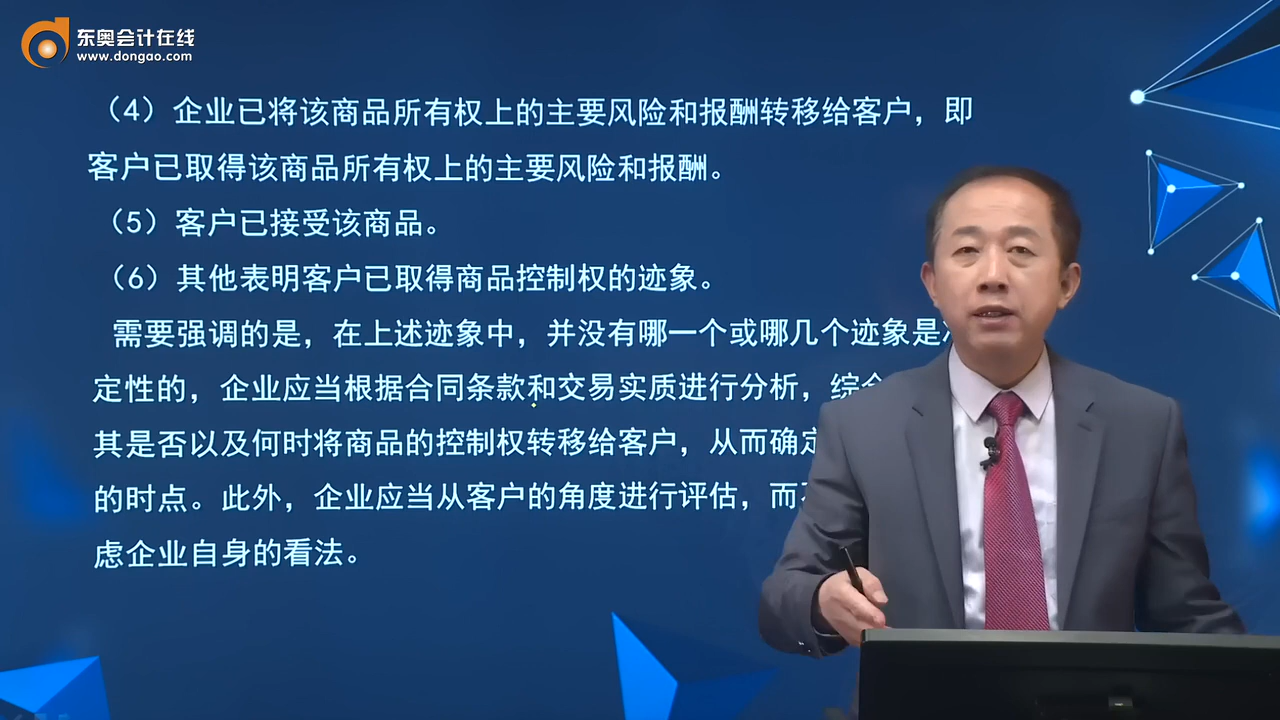 东奥会计在线
www.dongao.com
（4）企业已将该商品所有权上的主要风险和报酬转移给客户，即
客户已取得该商品所有权上的主要风险和报酬。
（5）客户已接受该商品。
（6）其他表明客户已取得商品控制权的迹象。
需要强调的是，在上述迹象中，并没有哪一个或哪几个迹象是
定性的，企业应当根据合同条款和交易实质进行分析，综合
其是否以及何时将商品的控制权转移给客户，从而确定
的时点。此外，企业应当从客户的角度进行评估，而
虑企业自身的看法。